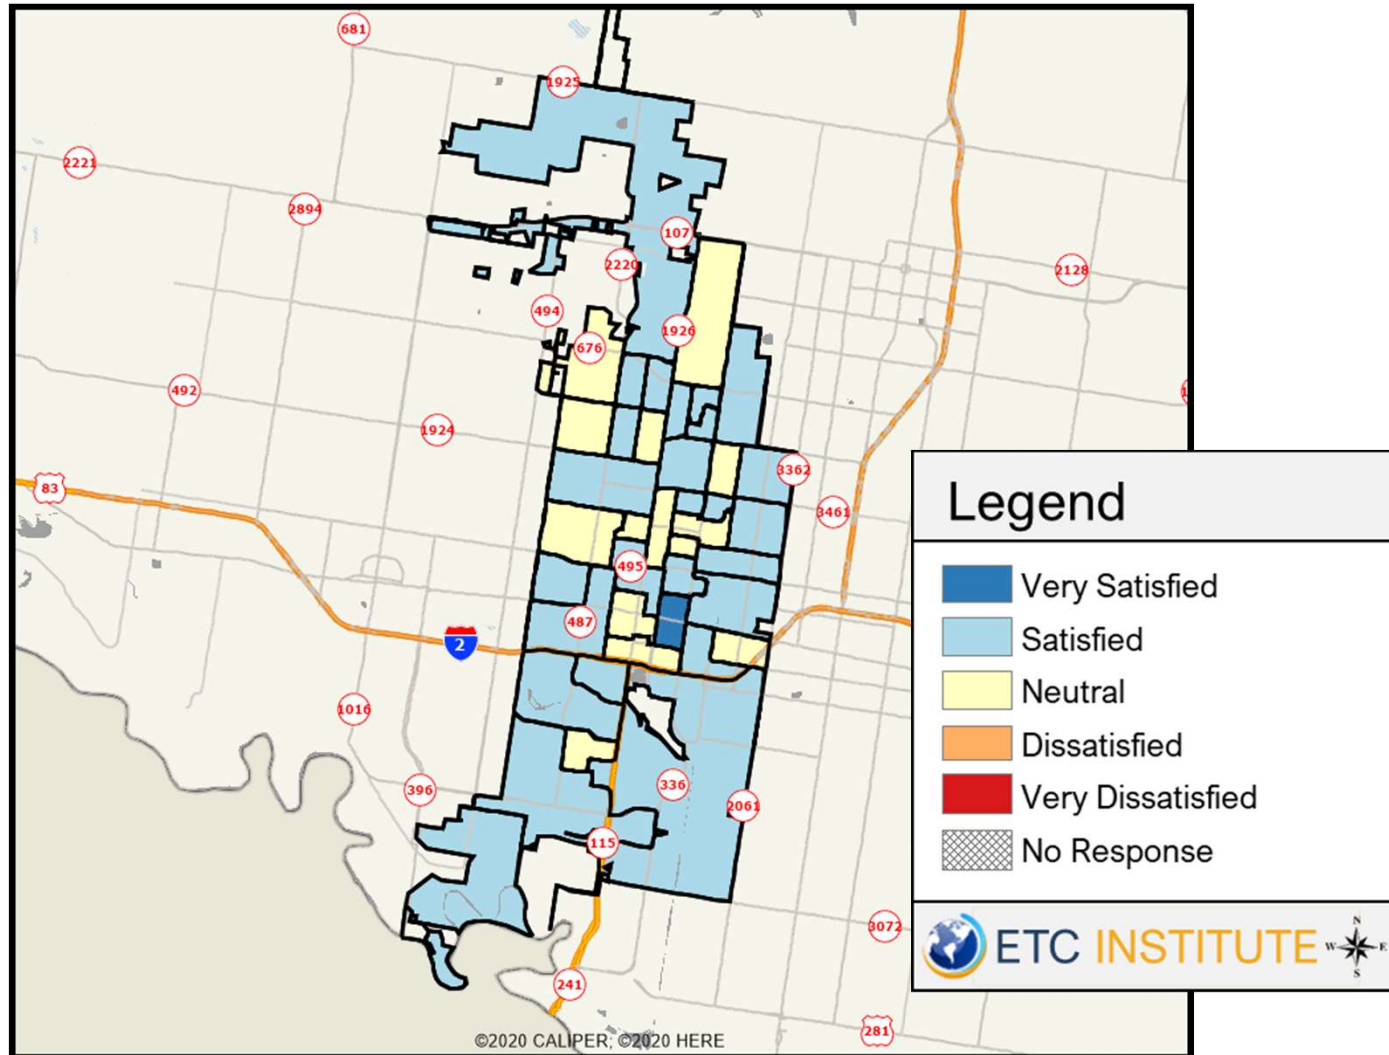 681
1925
2221
2894
107
2220
2128
494
1926
676
492
1924
3362
83
3461
495
487
2
1016
336
396
2061
115
3072
241
281
Legend
Very Satisfied
Satisfied
Neutral
Dissatisfied
Very Dissatisfied
No Response
ETC INSTITUTE
N
W E
S
©2020 CALIPER; ©2020 HERE